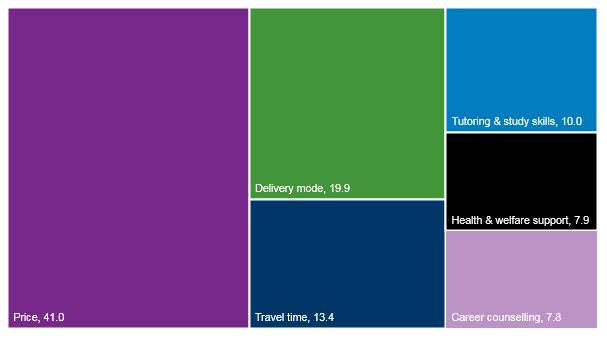 Price, 41.0
Delivery mode, 19.9
Travel time, 13.4
Tutoring & study skills, 10.0
Health & welfare support, 7.9
Career counselling, 7.8